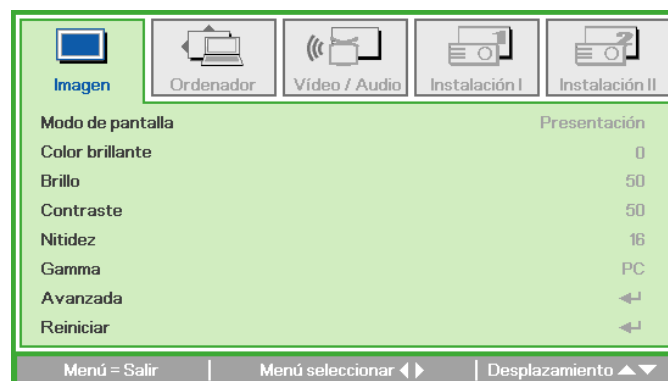 Imagen
Ordenador
Vídeo / Audio
Instalación I
Instalación II
Modo de pantalla Presentación
Color brillante 0
Brillo 50
Contraste 50
Nitidez 16
Gamma PC
Avanzada
Reiniciar
Menú = Salir | Menú seleccionar ◀▶ | Desplazamiento ▲▼